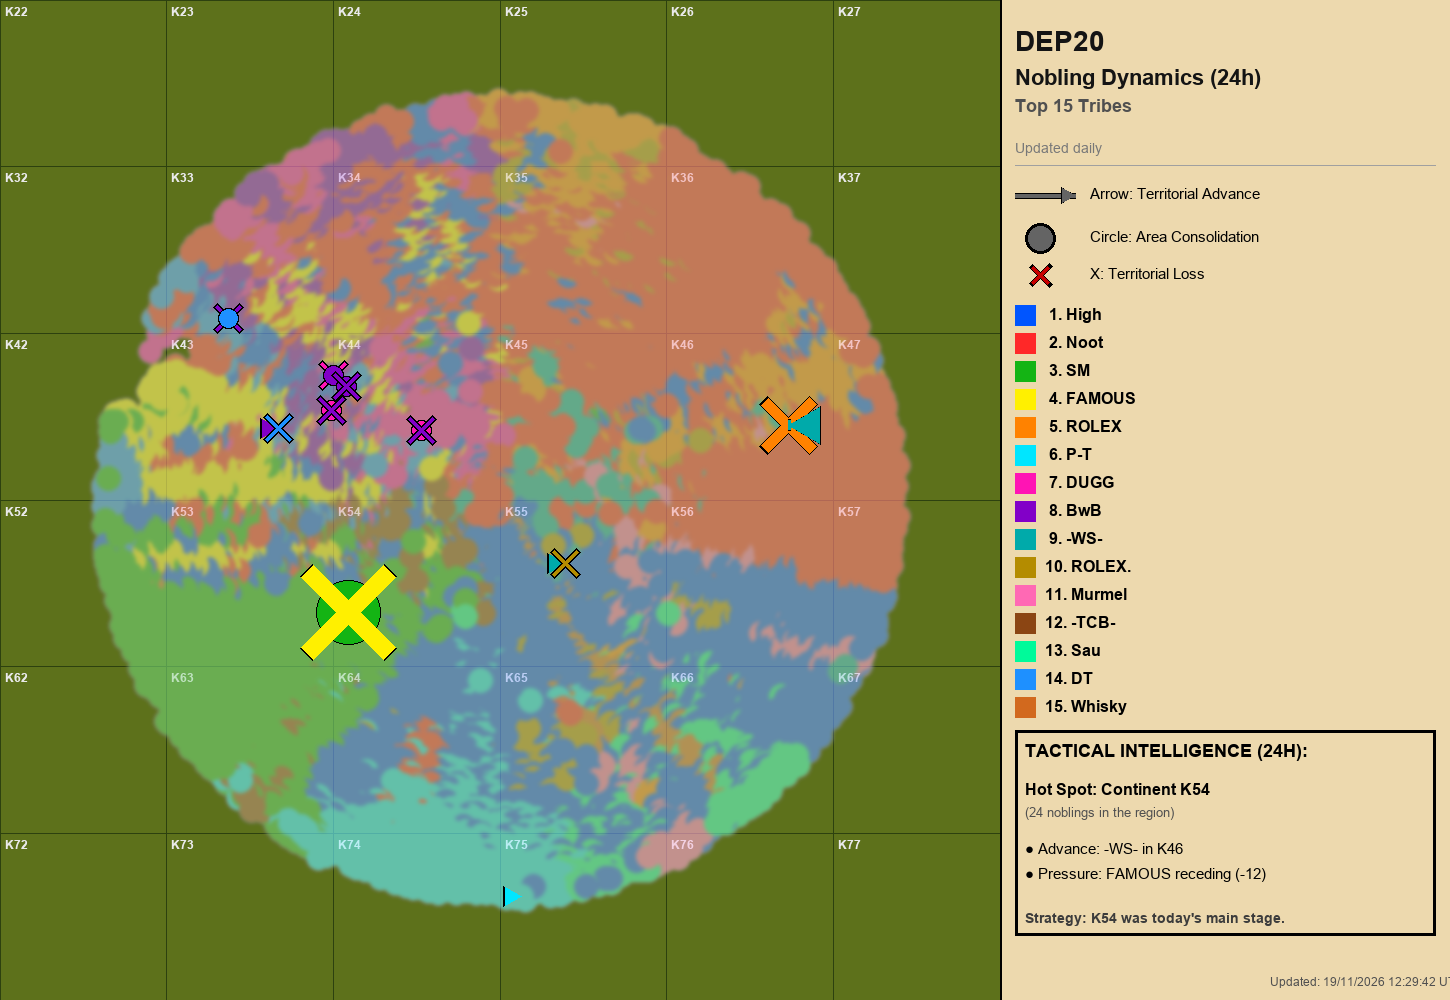 K22
K23
K24
K25
K26
K27
K32
K33
K34
K35
K36
K37
K42
K43
K44
K45
K46
K47
K52
K53
K54
K55
K56
K57
K62
K63
K64
K65
K66
K67
K72
K73
K74
K75
K76
K77
DEP20
Nobling Dynamics (24h)
Top 15 Tribes
Updated daily
Arrow: Territorial Advance
Circle: Area Consolidation
X: Territorial Loss
1. High
2. Noot
3. SM
4. FAMOUS
5. ROLEX
6. P-T
7. DUGG
8. BwB
9. -WS-
10. ROLEX.
11. Murmel
12. -TCB-
13. Sau
14. DT
15. Whisky
TACTICAL INTELLIGENCE (24H):
Hot Spot: Continent K54
(24 noblings in the region)
● Advance: -WS- in K46
● Pressure: FAMOUS receding (-12)
Strategy: K54 was today's main stage.
Updated: 19/11/2026 12:29:42